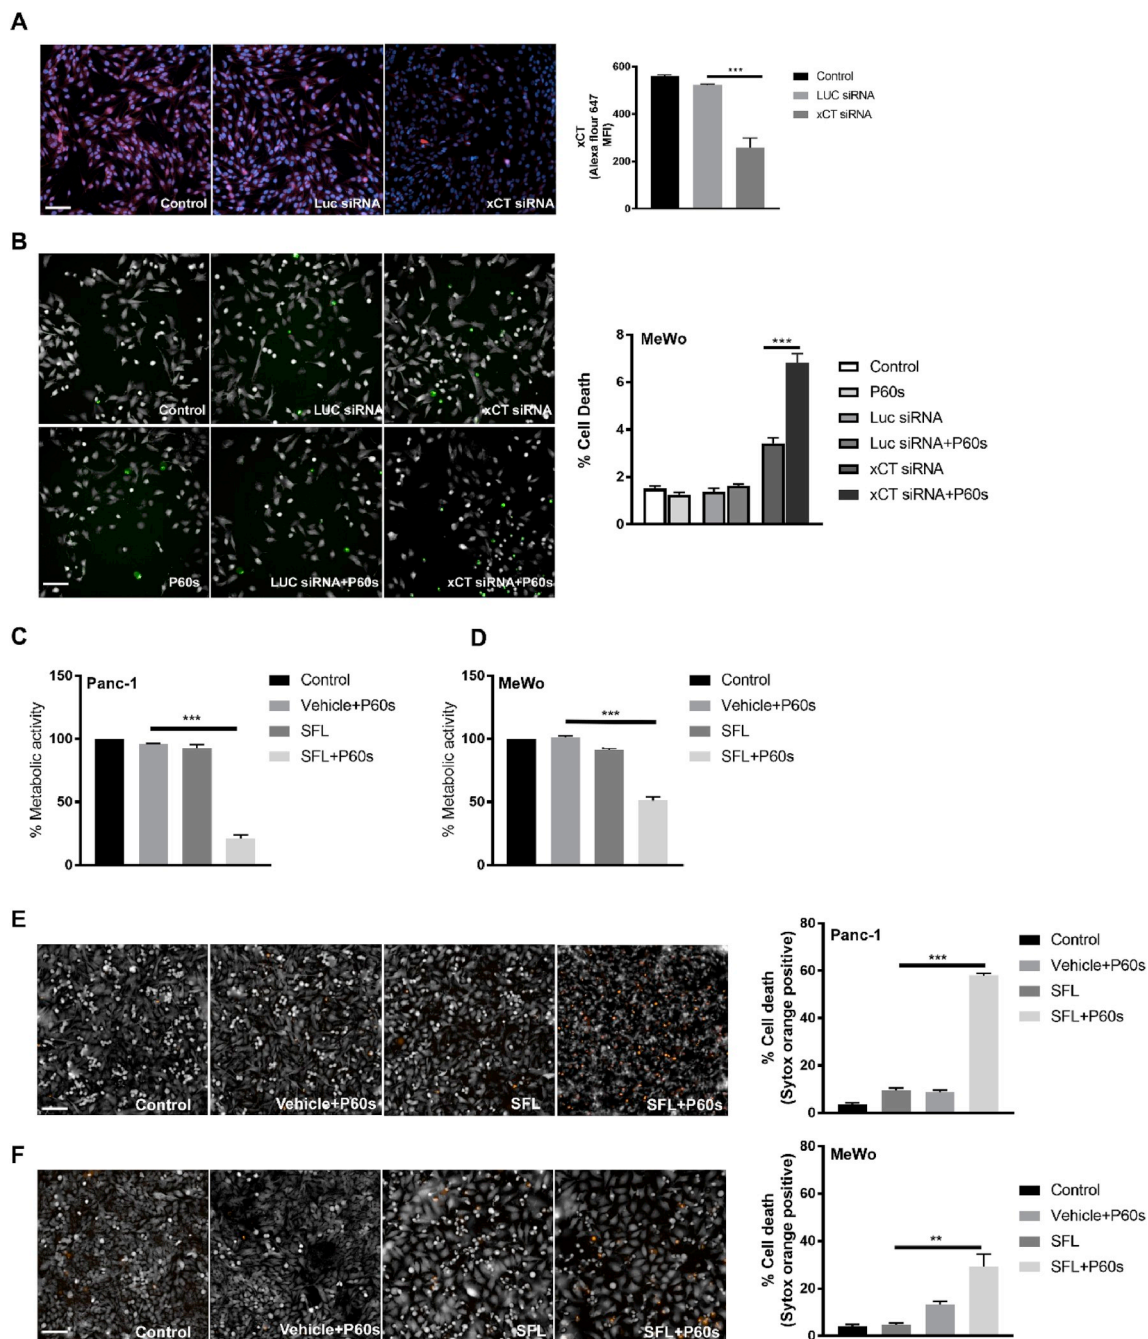 A
Control
Luc siRNA
xCT siRNA
xCT
(Alexa flour 647
MFI)
600
400
200
0
***
Control
LUC siRNA
xCT siRNA
B
Control
LUC siRNA
xCT siRNA
P60s
LUC siRNA+P60s
xCT siRNA+P60s
% Cell Death
8
6
4
2
0
MeWo
***
Control
P60s
Luc siRNA
Luc siRNA+P60s
xCT siRNA
xCT siRNA+P60s
C
% Metabolic activity
150
100
50
0
Panc-1
***
Control
Vehicle+P60s
SFL
SFL+P60s
D
% Metabolic activity
150
100
50
0
MeWo
***
Control
Vehicle+P60s
SFL
SFL+P60s
E
Control
Vehicle+P60s
SFL
SFL+P60s
% Cell death
(Sytox orange positive)
80
60
40
20
0
Panc-1
***
Control
Vehicle+P60s
SFL
SFL+P60s
F
Control
Vehicle+P60s
SFL
SFL+P60s
% Cell death
(Sytox orange positive)
80
60
40
20
0
MeWo
**
Control
Vehicle+P60s
SFL
SFL+P60s